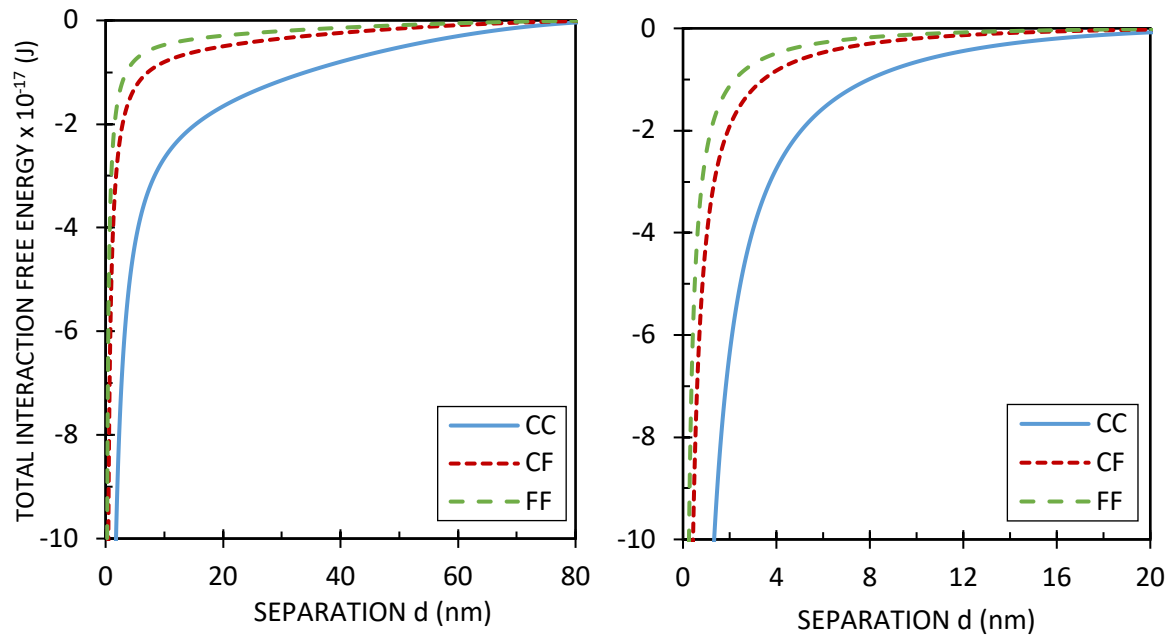 TOTAL INTERACTION FREE ENERGY x 10-17 (J)
0
-2
-4
-6
-8
-10
0 20 40 60 80
SEPARATION d (nm)
CC
CF
FF
0
-2
-4
-6
-8
-10
0 4 8 12 16 20
SEPARATION d (nm)
CC
CF
FF